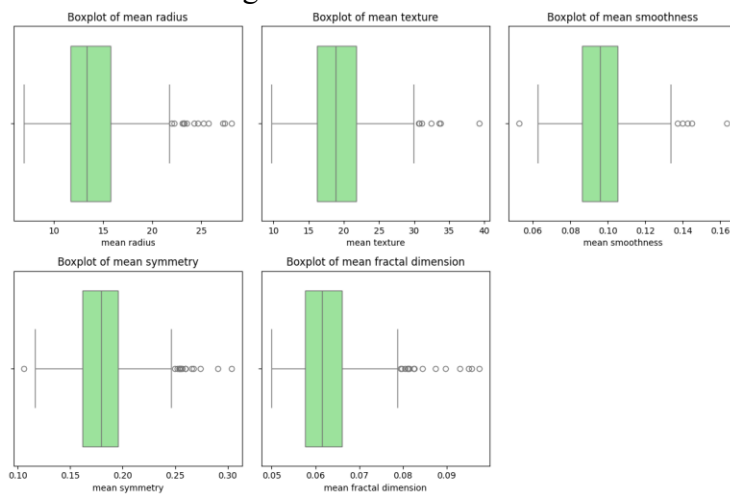 Boxplot of mean radius
10 15 20 25
mean radius
Boxplot of mean texture
10 15 20 25 30 35 40
mean texture
Boxplot of mean smoothness
0.06 0.08 0.10 0.12 0.14 0.16
mean smoothness
Boxplot of mean symmetry
0.10 0.15 0.20 0.25 0.30
mean symmetry
Boxplot of mean fractal dimension
0.05 0.06 0.07 0.08 0.09
mean fractal dimension